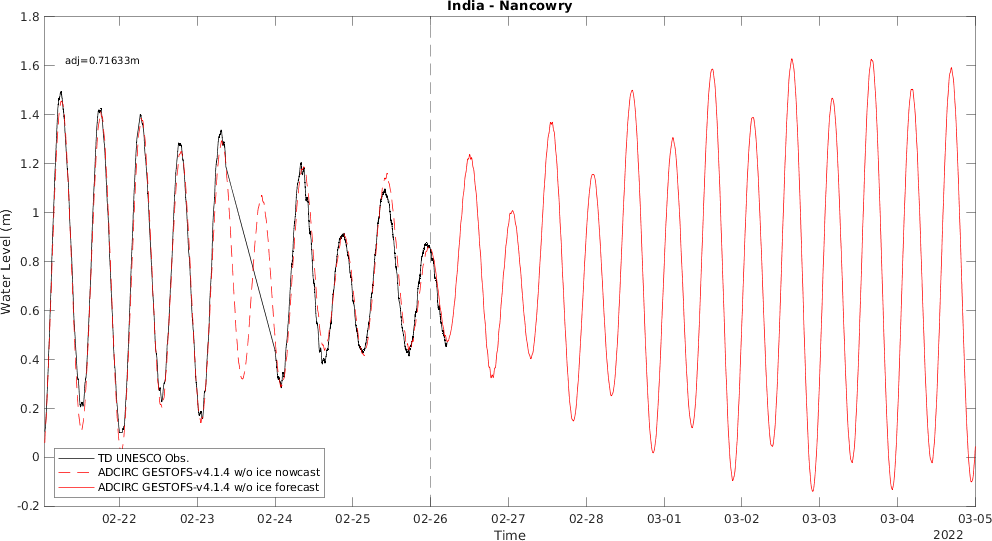 India - Nancowry
adj=0.71633m
Water Level (m)
1.8
1.6
1.4
1.2
1
0.8
0.6
0.4
0.2
0
-0.2
TD UNESCO Obs.
ADCIRC GESTOFS-v4.1.4 w/o ice nowcast
ADCIRC GESTOFS-v4.1.4 w/o ice forecast
02-22 02-23 02-24 02-25 02-26 02-27 02-28 03-01 03-02 03-03 03-04 03-05
Time
2022